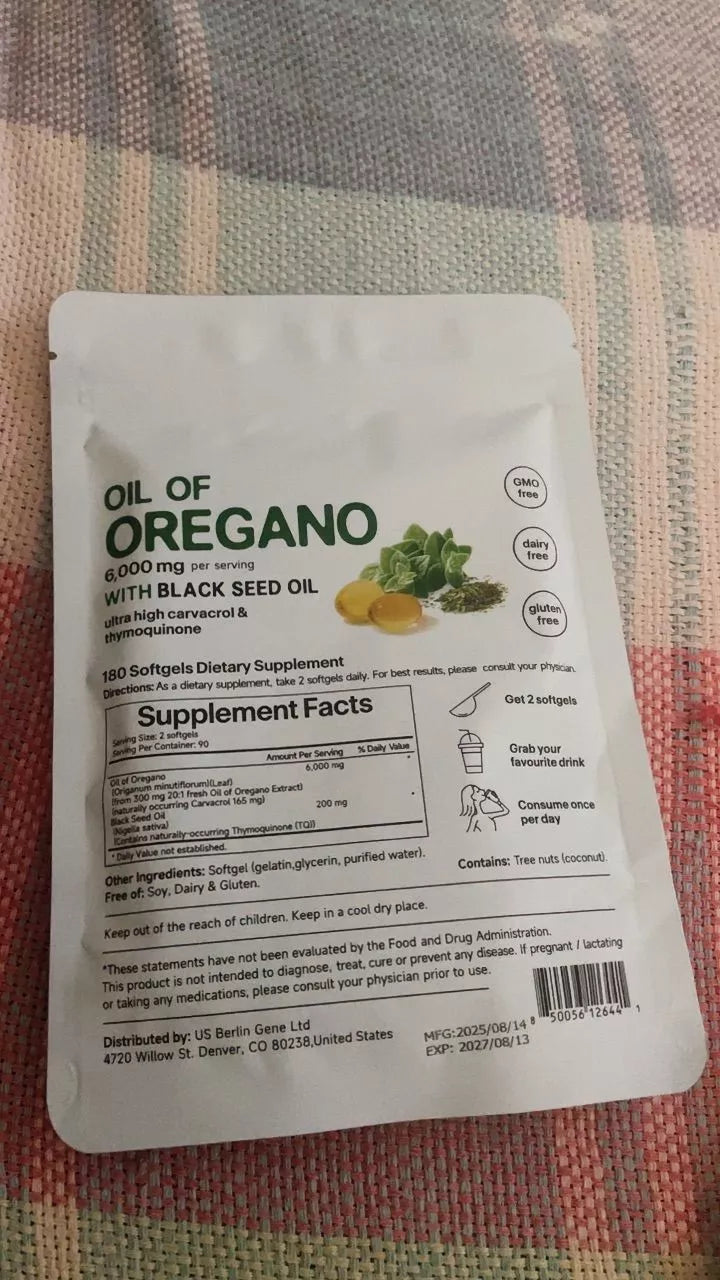 OIL OF
OREGANO
6,000 mg per serving
WITH BLACK SEED OIL
ultra high carvacrol &
thymoquinone
GMO
free
dairy
free
gluten
free
180 Softgels Dietary Supplement
Directions: As a dietary supplement, take 2 softgels daily. For best results, please consult your physician.
Supplement Facts
Serving Size: 2 softgels
Serving Per Container: 90
Amount Per Serving % Daily Value
Oil of Oregano 6,000 mg *
(Origanum minutiflorum)(Leaf)
(from 300 mg 20:1 fresh Oil of Oregano Extract)
(naturally occurring Carvacrol 165 mg)
Black Seed Oil 200 mg *
(Nigella sativa)
(Contains naturally-occurring Thymoquinone (TQ))
* Daily Value not established.
Get 2 softgels
Grab your
favourite drink
Consume once
per day
Other Ingredients: Softgel (gelatin,glycerin, purified water).
Free of: Soy, Dairy & Gluten.
Contains: Tree nuts (coconut).
Keep out of the reach of children. Keep in a cool dry place.
*These statements have not been evaluated by the Food and Drug Administration.
This product is not intended to diagnose, treat, cure or prevent any disease. If pregnant / lactating
or taking any medications, please consult your physician prior to use.
Distributed by: US Berlin Gene Ltd
4720 Willow St. Denver, CO 80238,United States
MFG:2025/08/14
EXP: 2027/08/13
8 50056 12644 1